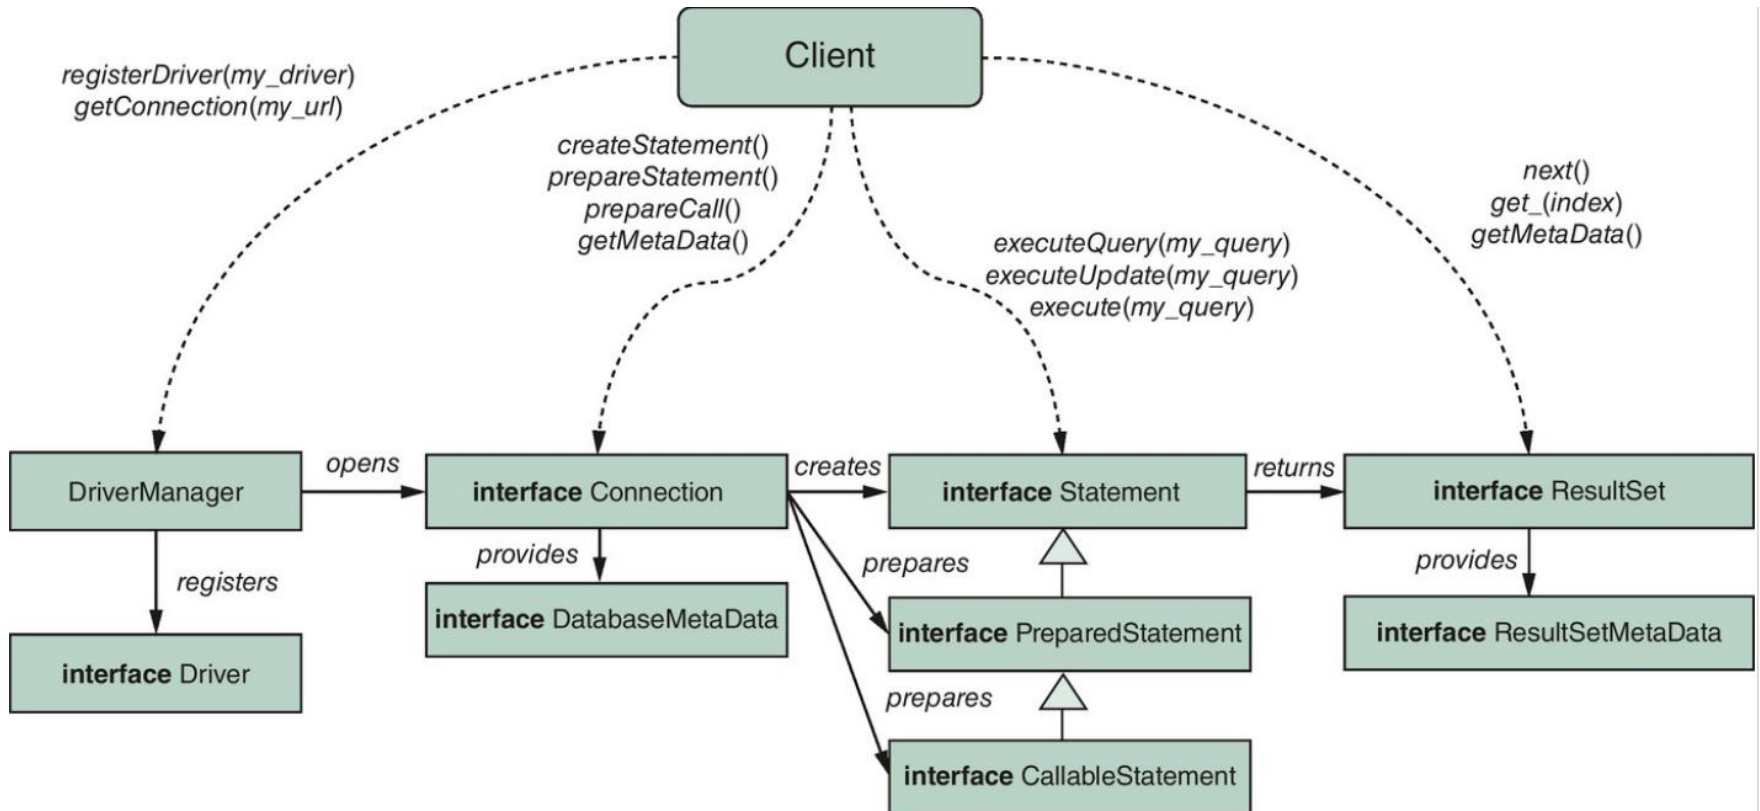 Client
registerDriver(my_driver)
getConnection(my_url)
createStatement()
prepareStatement()
prepareCall()
getMetaData()
executeQuery(my_query)
executeUpdate(my_query)
execute(my_query)
next()
get_(index)
getMetaData()
DriverManager
opens
interface Connection
creates
interface Statement
returns
interface ResultSet
registers
provides
prepares
provides
interface Driver
interface DatabaseMetaData
interface PreparedStatement
interface ResultSetMetaData
prepares
interface CallableStatement